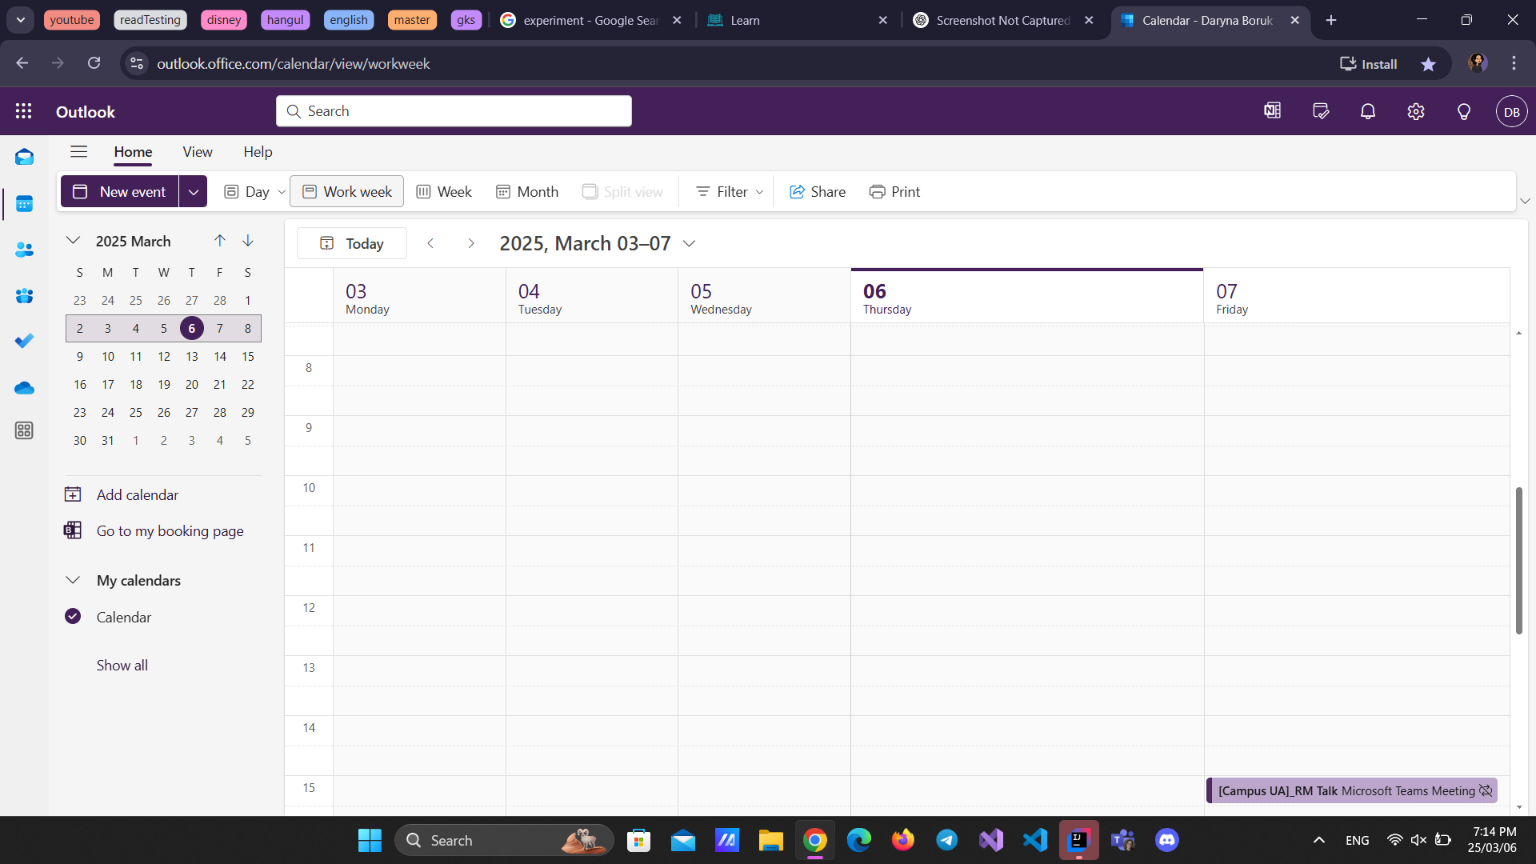 youtube readTesting disney hangul english master gks experiment - Google Sear Learn Screenshot Not Captured Calendar - Daryna Boruk
outlook.office.com/calendar/view/workweek Install
Outlook Search DB
Home View Help
New event Day Work week Week Month Split view Filter Share Print
2025 March
S M T W T F S
23 24 25 26 27 28 1
2 3 4 5 6 7 8
9 10 11 12 13 14 15
16 17 18 19 20 21 22
23 24 25 26 27 28 29
30 31 1 2 3 4 5
Add calendar
Go to my booking page
My calendars
Calendar
Show all
Today 2025, March 03–07
03 04 05 06 07
Monday Tuesday Wednesday Thursday Friday
8
9
10
11
12
13
14
15 [Campus UA]_RM Talk Microsoft Teams Meeting
Search ENG 7:14 PM
25/03/06